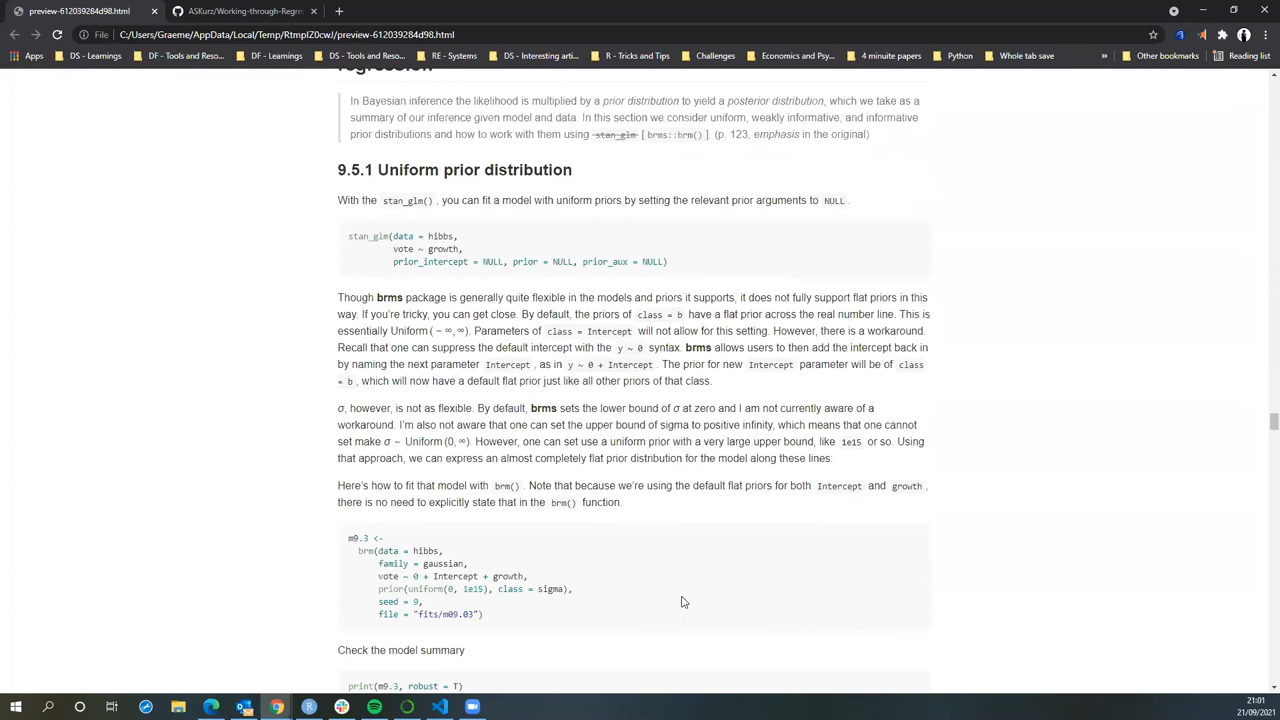 preview-612039284d98.html
ASKurz/Working-through-Regre
File
C:/Users/Graeme/AppData/Local/Temp/RtmpIZ0cwJ/preview-612039284d98.html
Apps
DS - Learnings
DF - Tools and Reso...
DF - Learnings
DS - Tools and Reso...
RE - Systems
DS - Interesting arti...
R - Tricks and Tips
Challenges
Economics and Psy...
4 minuite papers
Python
Whole tab save
Other bookmarks
Reading list
regression
In Bayesian inference the likelihood is multiplied by a prior distribution to yield a posterior distribution, which we take as a
summary of our inference given model and data. In this section we consider uniform, weakly informative, and informative
prior distributions and how to work with them using stan_glm [ brms::brm() ]. (p. 123, emphasis in the original)
9.5.1 Uniform prior distribution
With the stan_glm() , you can fit a model with uniform priors by setting the relevant prior arguments to NULL .
stan_glm(data = hibbs,
vote ~ growth,
prior_intercept = NULL, prior = NULL, prior_aux = NULL)
Though brms package is generally quite flexible in the models and priors it supports, it does not fully support flat priors in this
way. If you're tricky, you can get close. By default, the priors of class = b have a flat prior across the real number line. This is
essentially Uniform ( − ∞, ∞). Parameters of class = Intercept will not allow for this setting. However, there is a workaround.
Recall that one can suppress the default intercept with the y ~ 0 syntax. brms allows users to then add the intercept back in
by naming the next parameter Intercept , as in y ~ 0 + Intercept . The prior for new Intercept parameter will be of class
= b , which will now have a default flat prior just like all other priors of that class.
σ, however, is not as flexible. By default, brms sets the lower bound of σ at zero and I am not currently aware of a
workaround. I'm also not aware that one can set the upper bound of sigma to positive infinity, which means that one cannot
set make σ ~ Uniform (0, ∞). However, one can set use a uniform prior with a very large upper bound, like 1e15 or so. Using
that approach, we can express an almost completely flat prior distribution for the model along these lines:
Here's how to fit that model with brm() . Note that because we're using the default flat priors for both Intercept and growth ,
there is no need to explicitly state that in the brm() function.
m9.3 <-
brm(data = hibbs,
family = gaussian,
vote ~ 0 + Intercept + growth,
prior(uniform(0, 1e15), class = sigma),
seed = 9,
file = "fits/m09.03")
Check the model summary
print(m9.3, robust = T)
21:01
21/09/2021